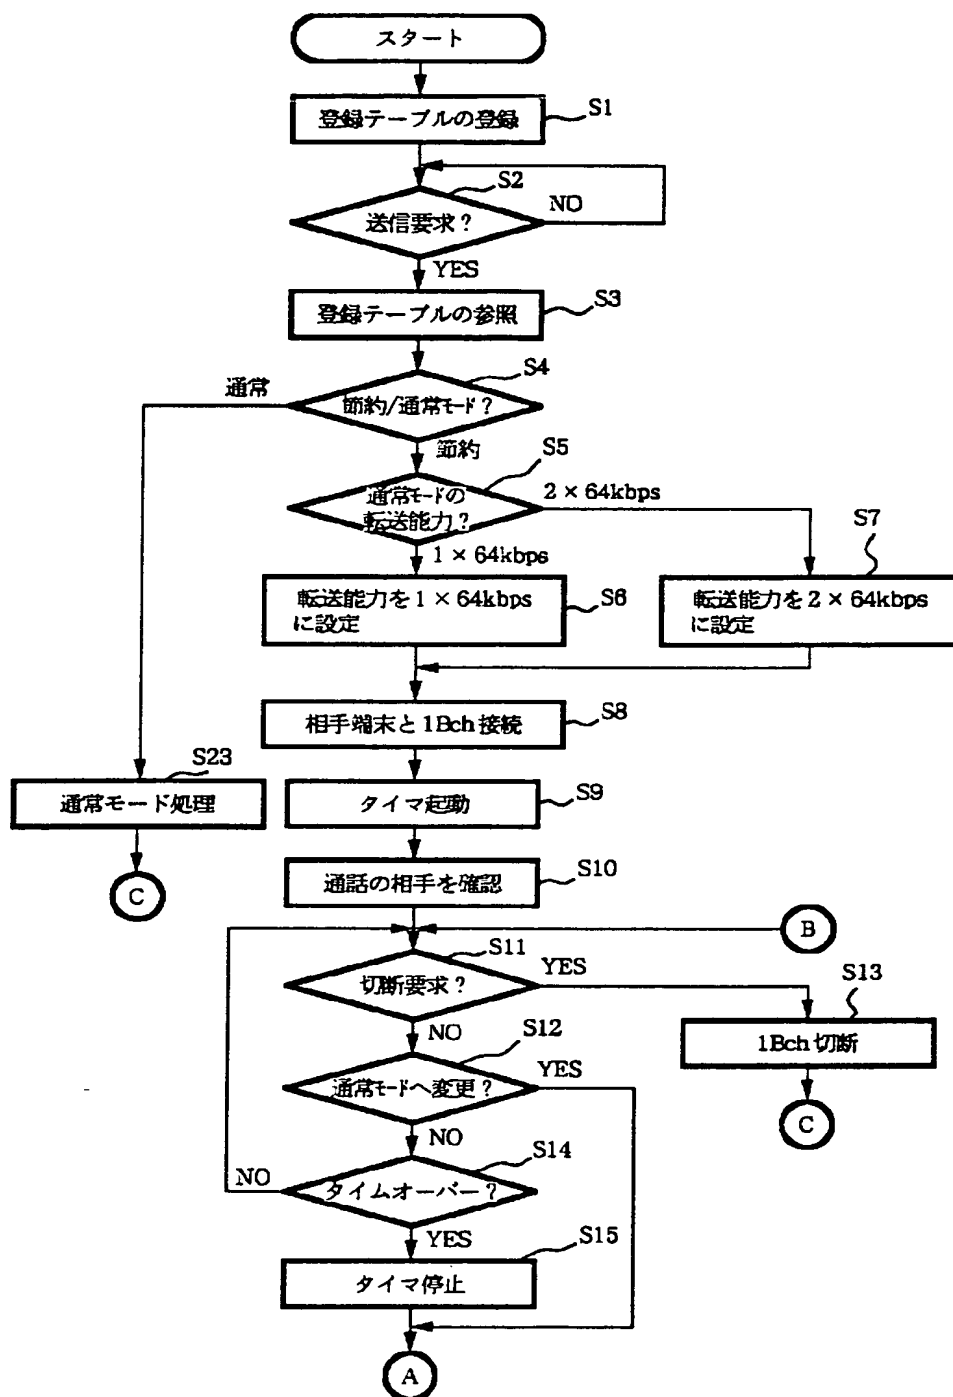 スタート
登録テーブルの登録
S1
S2
送信要求?
NO
YES
登録テーブルの参照
S3
S4
通常
節約/通常モード?
節約
S5
通常モードの
転送能力?
2 × 64kbps
1 × 64kbps
S7
転送能力を 1 × 64kbps
に設定
S6
転送能力を 2 × 64kbps
に設定
相手端末と 1Bch 接続
S8
S23
通常モード処理
タイマ起動
S9
C
通話の相手を確認
S10
B
S11
切断要求?
YES
S13
NO
1Bch 切断
S12
通常モードへ変更?
YES
C
NO
S14
タイムオーバー?
NO
YES
S15
タイマ停止
A